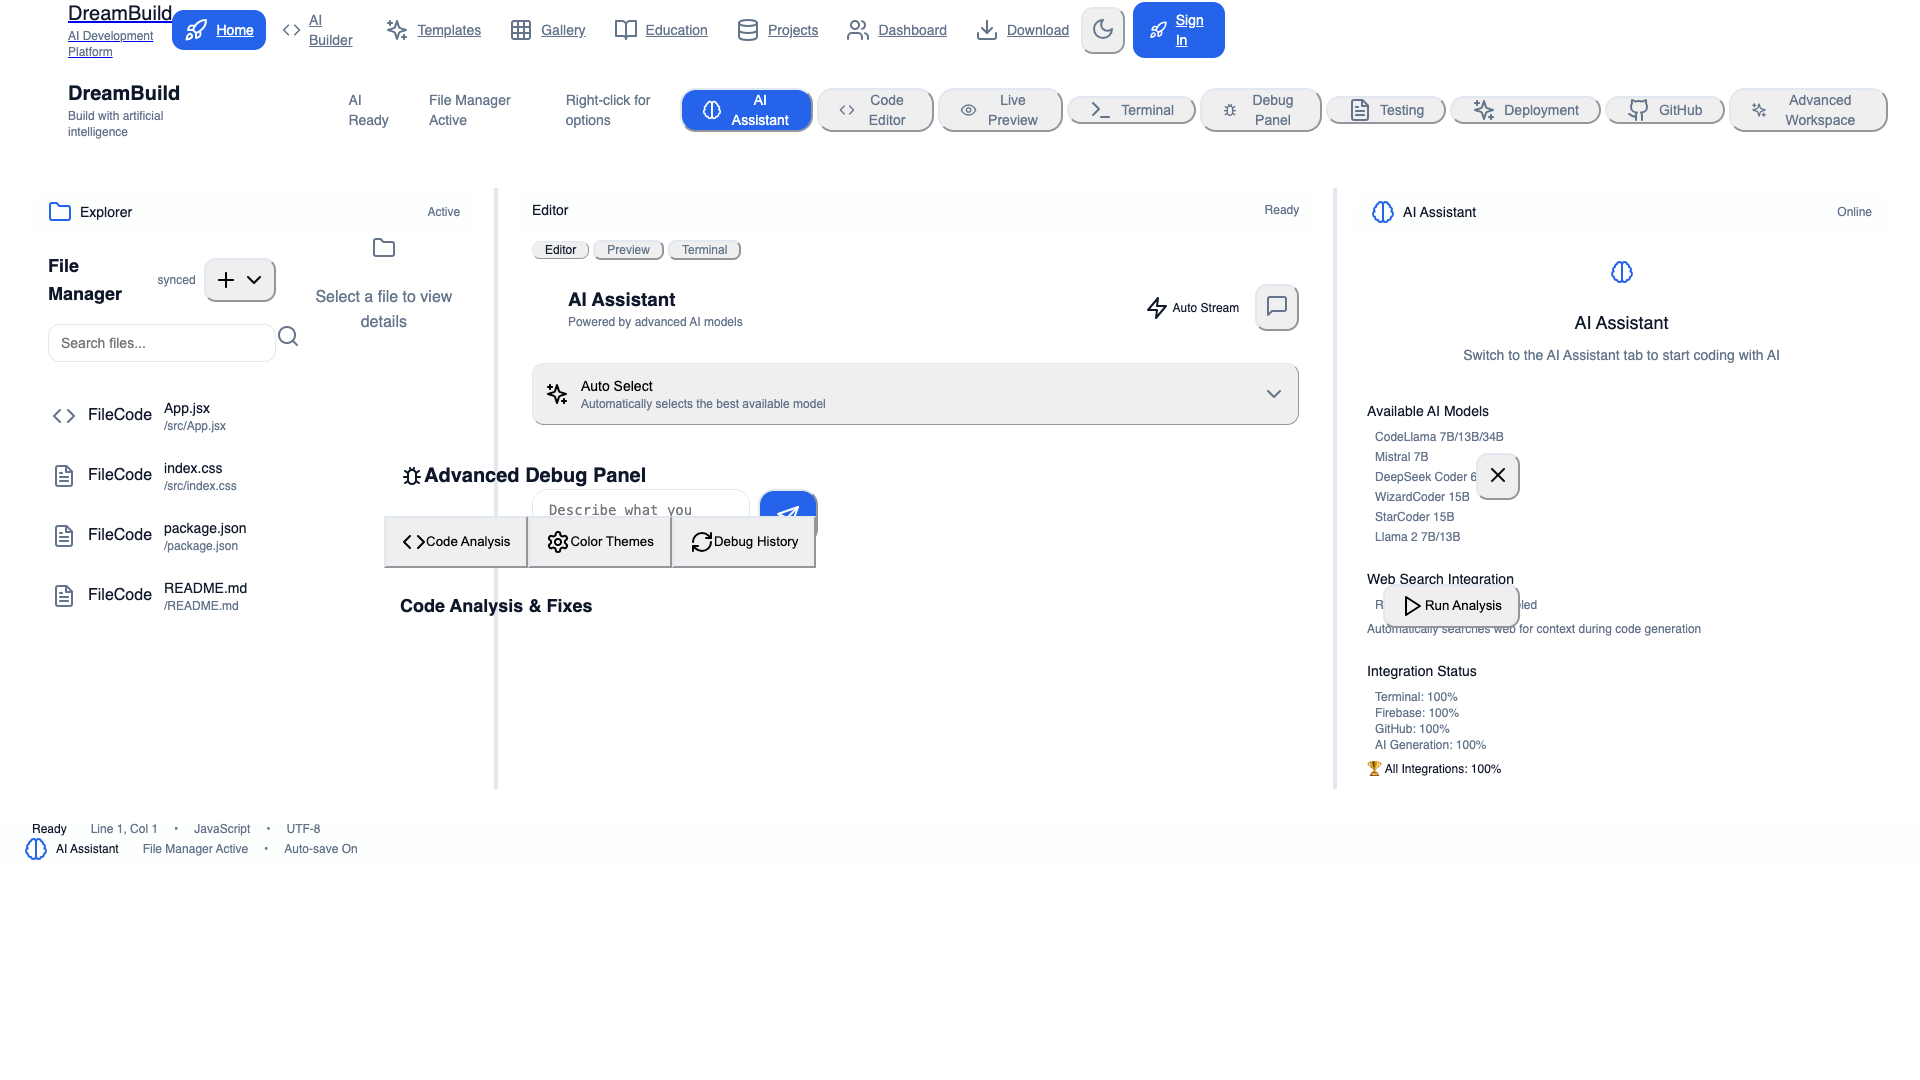 DreamBuild
AI Development
Platform
Home
AI
Builder
Templates
Gallery
Education
Projects
Dashboard
Download
Sign
In
DreamBuild
Build with artificial
intelligence
AI
Ready
File Manager
Active
Right-click for
options
AI
Assistant
Code
Editor
Live
Preview
Terminal
Debug
Panel
Testing
Deployment
GitHub
Advanced
Workspace
Explorer
Active
File
Manager
synced
Search files...
Select a file to view
details
FileCode
App.jsx
/src/App.jsx
FileCode
index.css
/src/index.css
FileCode
package.json
/package.json
FileCode
README.md
/README.md
Editor
Ready
Editor
Preview
Terminal
AI Assistant
Powered by advanced AI models
Auto Stream
Auto Select
Automatically selects the best available model
Advanced Debug Panel
Describe what you
Code Analysis
Color Themes
Debug History
Code Analysis & Fixes
AI Assistant
Online
AI Assistant
Switch to the AI Assistant tab to start coding with AI
Available AI Models
CodeLlama 7B/13B/34B
Mistral 7B
DeepSeek Coder 6
WizardCoder 15B
StarCoder 15B
Llama 2 7B/13B
Web Search Integration
Run Analysis
Automatically searches web for context during code generation
Integration Status
Terminal: 100%
Firebase: 100%
GitHub: 100%
AI Generation: 100%
🏆 All Integrations: 100%
Ready
Line 1, Col 1
•
JavaScript
•
UTF-8
AI Assistant
File Manager Active
•
Auto-save On